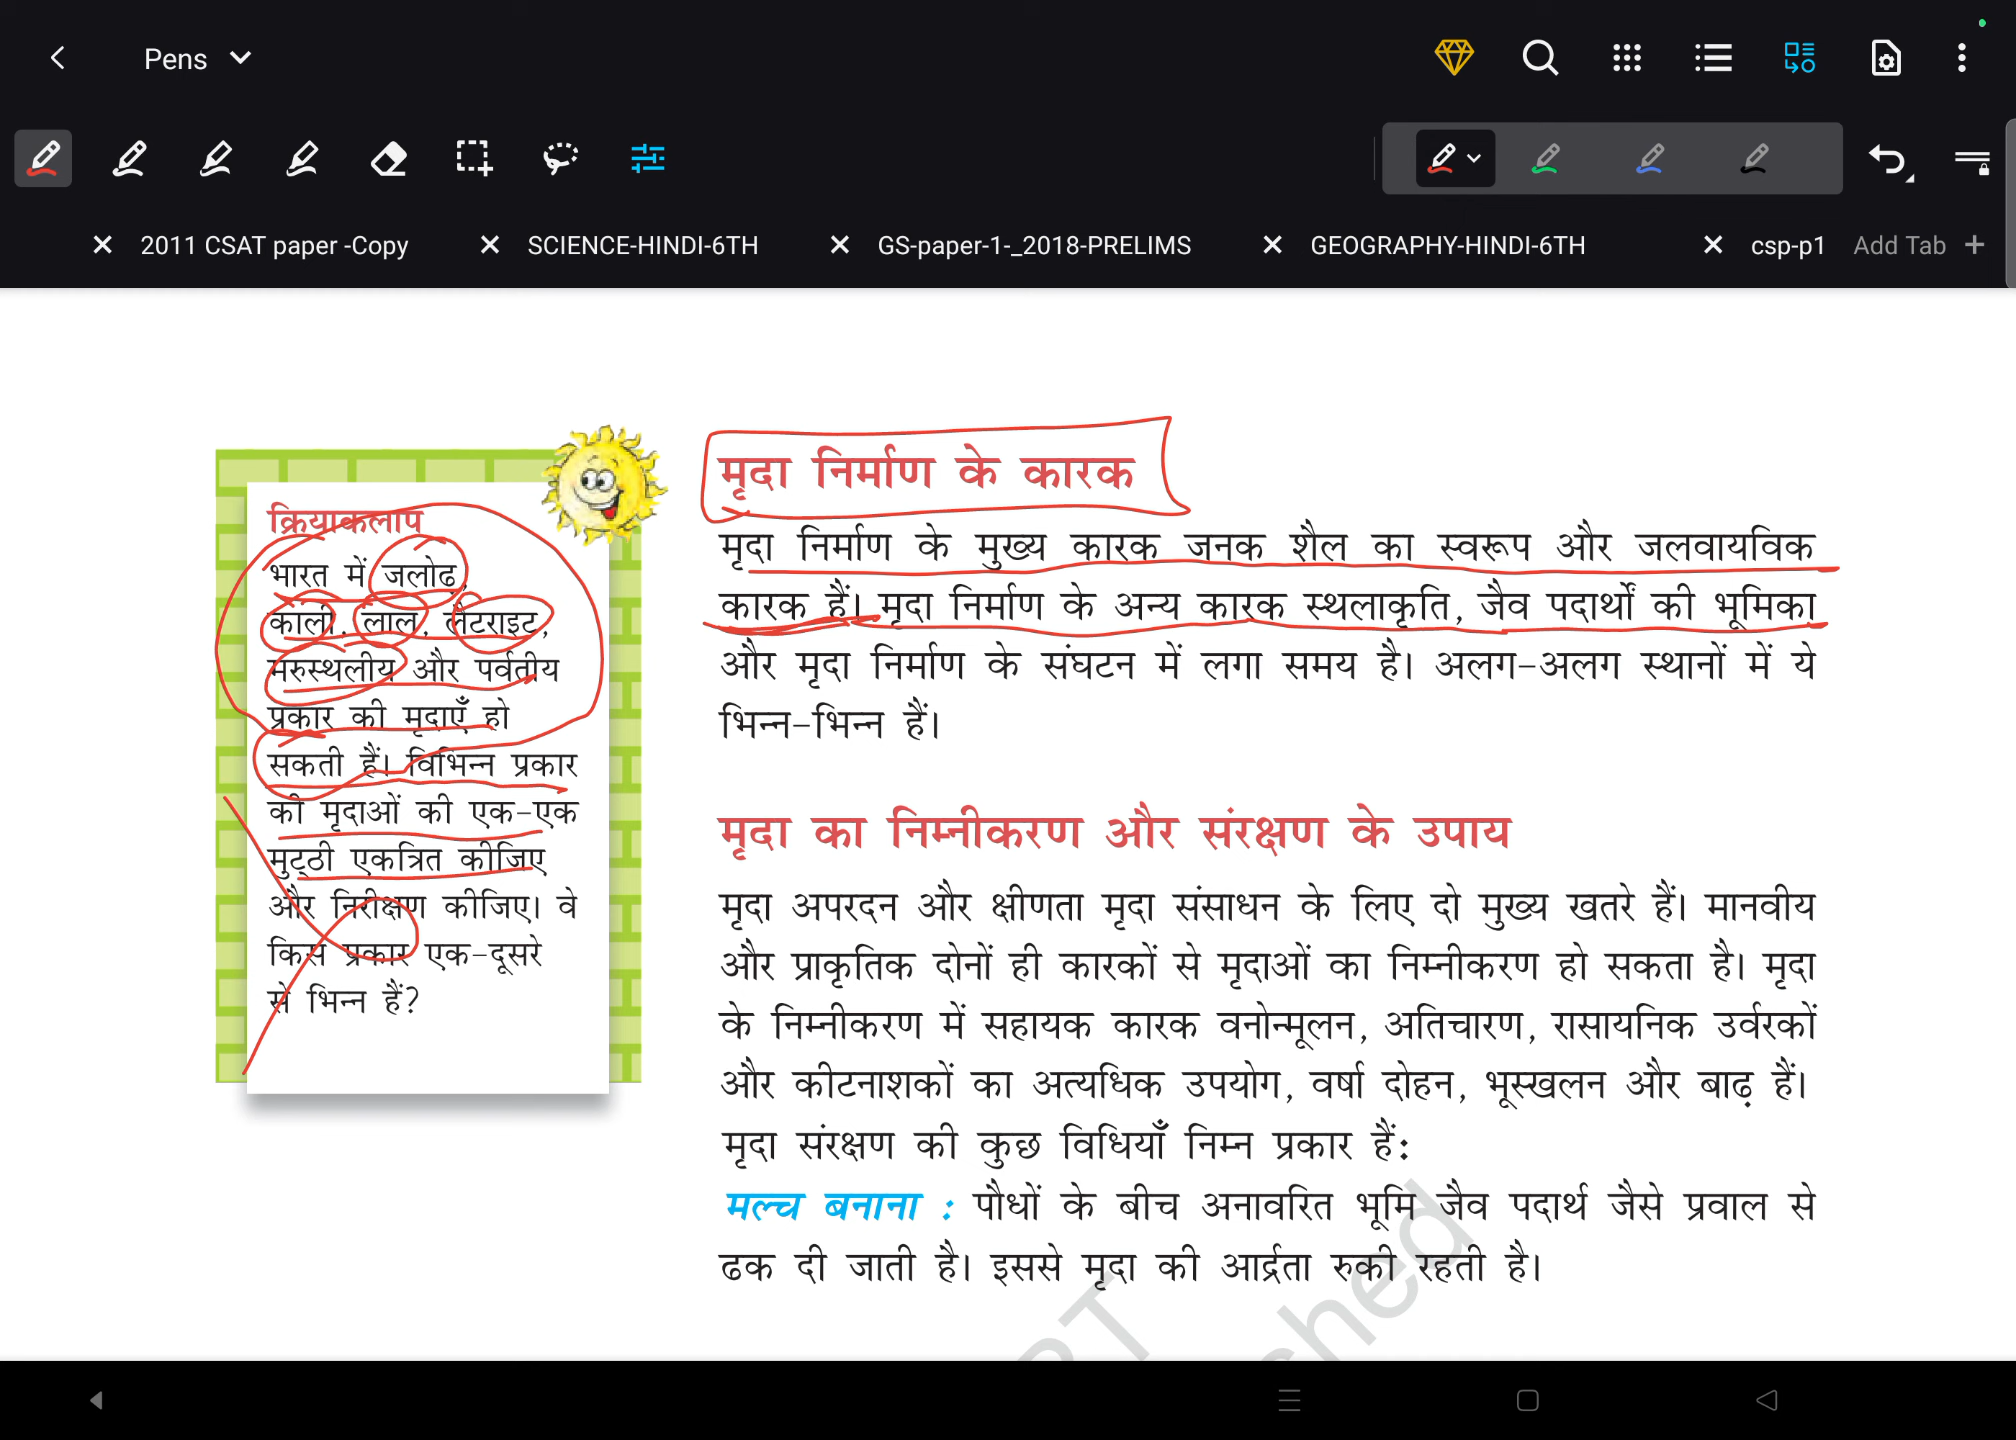 Pens
2011 CSAT paper -Copy
SCIENCE-HINDI-6TH
GS-paper-1-_2018-PRELIMS
GEOGRAPHY-HINDI-6TH
csp-p1
Add Tab +
क्रियाकलाप
भारत में जलोढ़,
काली, लाल, लैटराइट,
मरुस्थलीय और पर्वतीय
प्रकार की मृदाएँ हो
सकती हैं। विभिन्न प्रकार
की मृदाओं की एक-एक
मुट्ठी एकत्रित कीजिए
और निरीक्षण कीजिए। वे
किस प्रकार एक-दूसरे
से भिन्न हैं?
मृदा निर्माण के कारक
मृदा निर्माण के मुख्य कारक जनक शैल का स्वरूप और जलवायविक
कारक हैं। मृदा निर्माण के अन्य कारक स्थलाकृति, जैव पदार्थों की भूमिका
और मृदा निर्माण के संघटन में लगा समय है। अलग-अलग स्थानों में ये
भिन्न-भिन्न हैं।
मृदा का निम्नीकरण और संरक्षण के उपाय
मृदा अपरदन और क्षीणता मृदा संसाधन के लिए दो मुख्य खतरे हैं। मानवीय
और प्राकृतिक दोनों ही कारकों से मृदाओं का निम्नीकरण हो सकता है। मृदा
के निम्नीकरण में सहायक कारक वनोन्मूलन, अतिचारण, रासायनिक उर्वरकों
और कीटनाशकों का अत्यधिक उपयोग, वर्षा दोहन, भूस्खलन और बाढ़ हैं।
मृदा संरक्षण की कुछ विधियाँ निम्न प्रकार हैं:
मल्च बनाना : पौधों के बीच अनावरित भूमि जैव पदार्थ जैसे प्रवाल से
ढक दी जाती है। इससे मृदा की आर्द्रता रुकी रहती है।